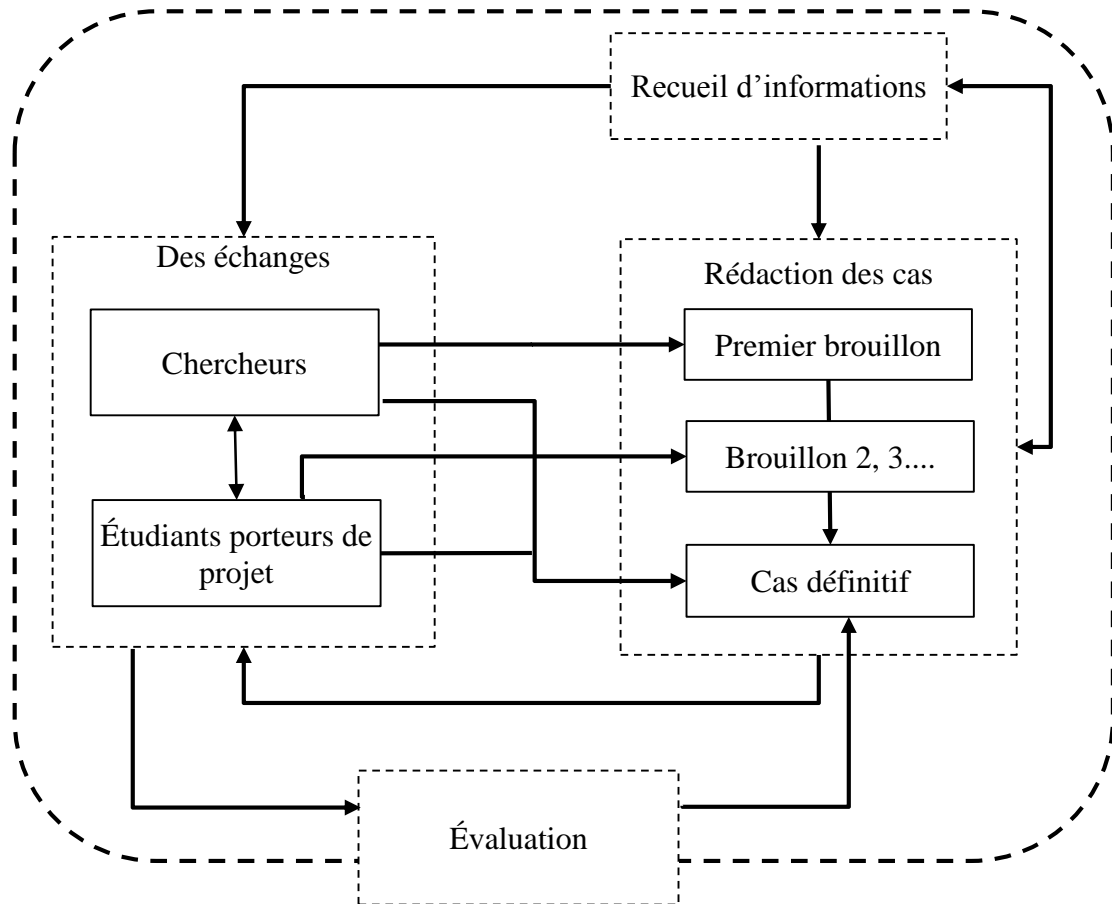 Recueil d’informations
Des échanges
Chercheurs
Étudiants porteurs de
projet
Rédaction des cas
Premier brouillon
Brouillon 2, 3....
Cas définitif
Évaluation